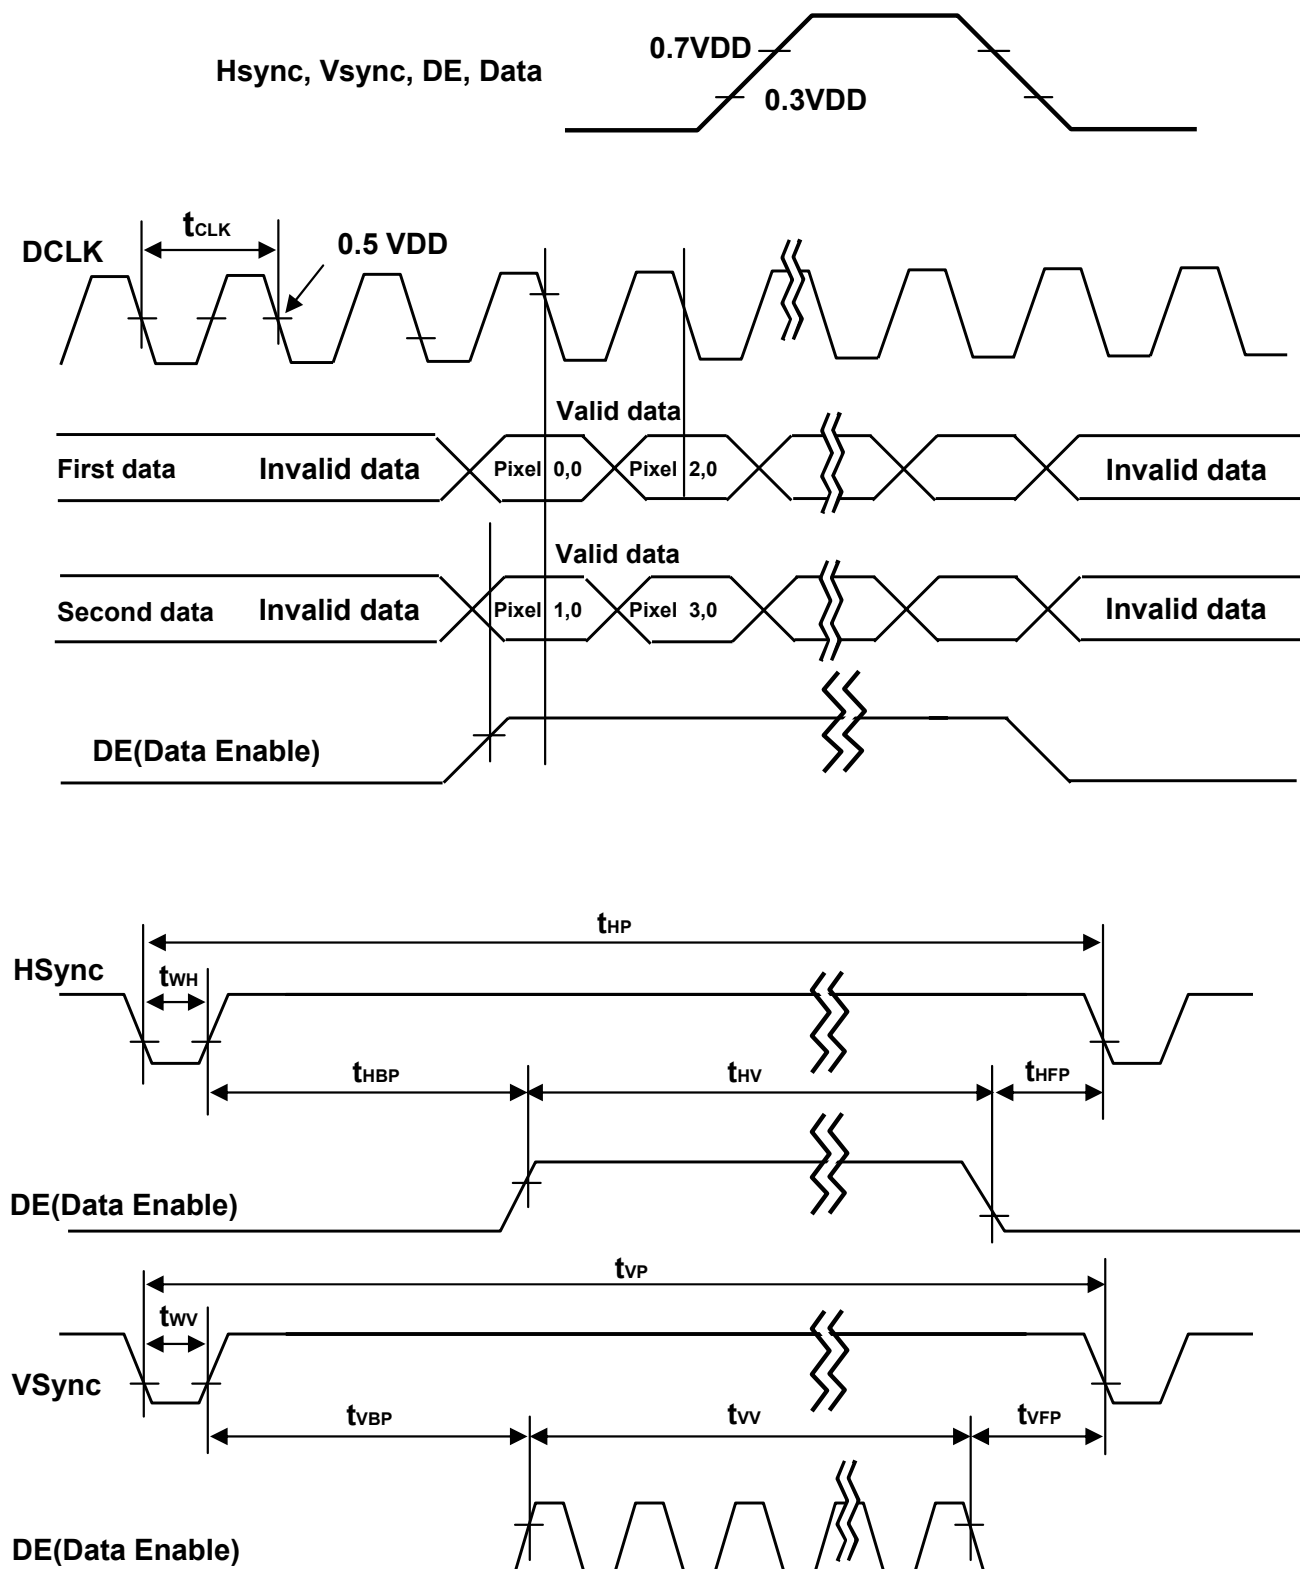 0.7VDD
Hsync, Vsync, DE, Data
0.3VDD
tCLK
DCLK
0.5 VDD
Valid data
First data
Invalid data
Pixel 0,0
Pixel 2,0
Invalid data
Valid data
Second data
Invalid data
Pixel 1,0
Pixel 3,0
Invalid data
DE(Data Enable)
tHP
HSync
tWH
tHBP
tHV
tHFP
DE(Data Enable)
tVP
tWV
VSync
tVBP
tVV
tVFP
DE(Data Enable)